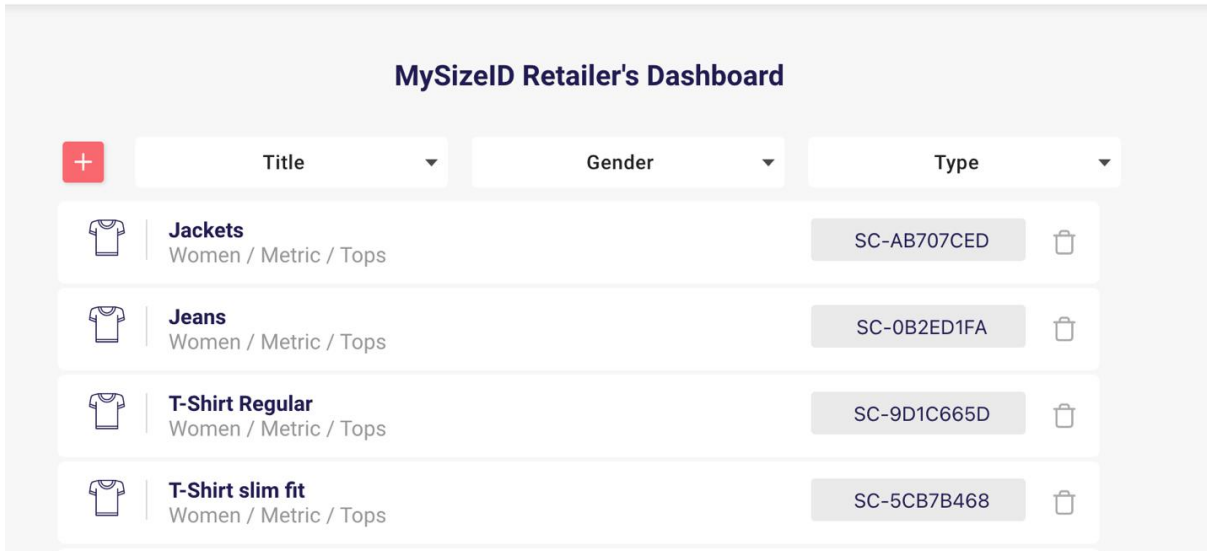 MySizeID Retailer's Dashboard
+ Title Gender Type
Jackets
Women / Metric / Tops
SC-AB707CED
Jeans
Women / Metric / Tops
SC-0B2ED1FA
T-Shirt Regular
Women / Metric / Tops
SC-9D1C665D
T-Shirt slim fit
Women / Metric / Tops
SC-5CB7B468